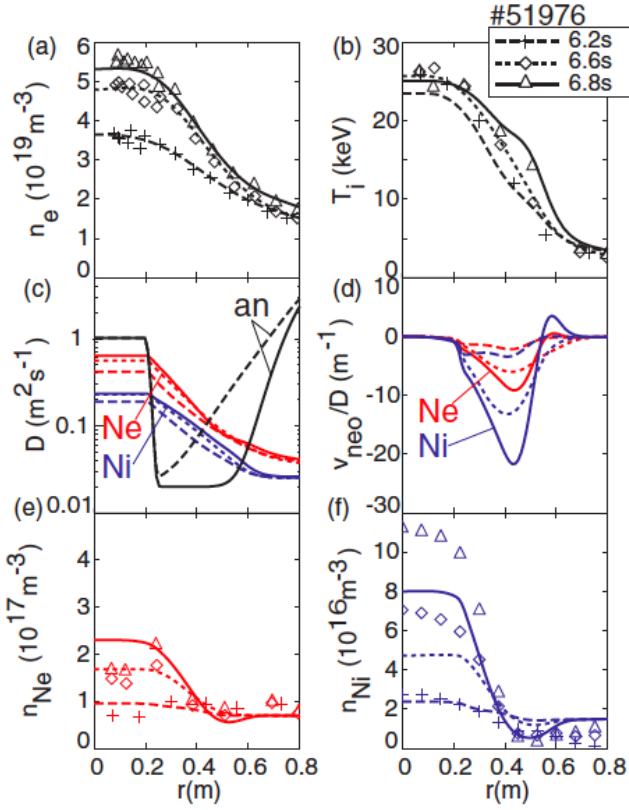 #51976
6.2s
6.6s
6.8s
(a)
n_e (10^19 m^-3)
6
5
4
3
2
1
0
(b)
T_i (keV)
30
20
10
0
(c)
an
D (m^2 s^-1)
1
0.1
0.01
Ne
Ni
(d)
v_neo/D (m^-1)
10
0
-10
-20
-30
Ne
Ni
(e)
n_Ne (10^17 m^-3)
4
3
2
1
0
0
0.2
0.4
0.6
0.8
r(m)
(f)
n_Ni (10^16 m^-3)
10
8
6
4
2
0
0
0.2
0.4
0.6
0.8
r(m)